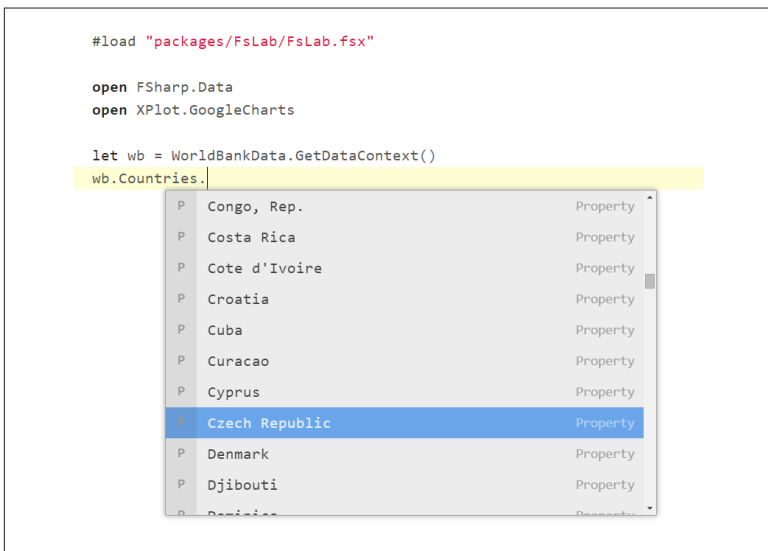 #load "packages/FsLab/FsLab.fsx"
open FSharp.Data
open XPlot.GoogleCharts
let wb = WorldBankData.GetDataContext()
wb.Countries.
P Congo, Rep. Property
P Costa Rica Property
P Cote d'Ivoire Property
P Croatia Property
P Cuba Property
P Curacao Property
P Cyprus Property
P Czech Republic Property
P Denmark Property
P Djibouti Property